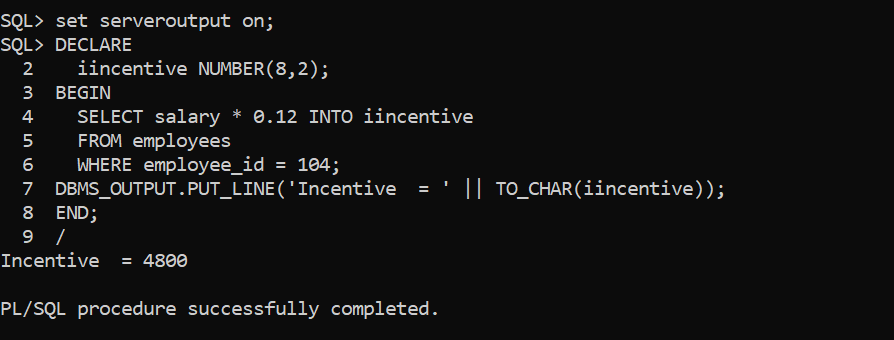 SQL> set serveroutput on;
SQL> DECLARE
  2    iincentive NUMBER(8,2);
  3  BEGIN
  4    SELECT salary * 0.12 INTO iincentive
  5    FROM employees
  6    WHERE employee_id = 104;
  7  DBMS_OUTPUT.PUT_LINE('Incentive  = ' || TO_CHAR(iincentive));
  8  END;
  9  /
Incentive  = 4800

PL/SQL procedure successfully completed.